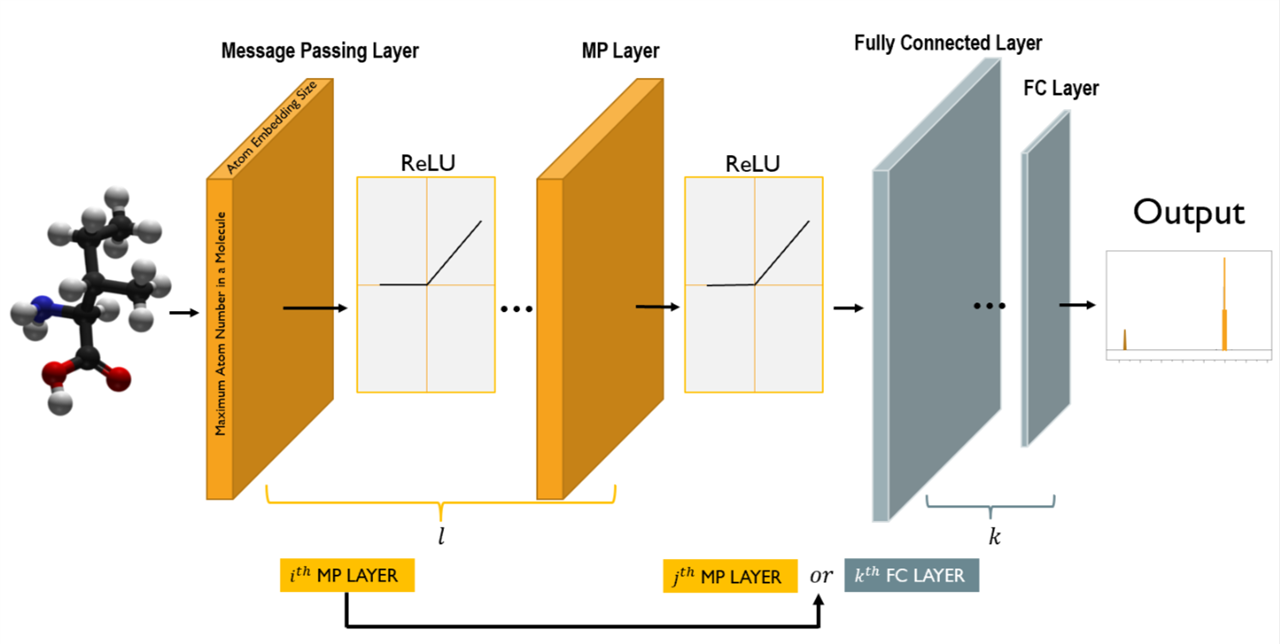 Message Passing Layer
MP Layer
Fully Connected Layer
FC Layer
Atom Embedding Size
Maximum Atom Number in a Molecule
ReLU
ReLU
Output
l
k
i^th MP LAYER
j^th MP LAYER or k^th FC LAYER